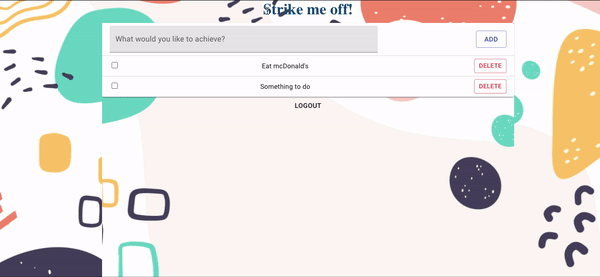 Strike me off!
What would you like to achieve?
ADD
Eat mcDonald's
DELETE
Something to do
DELETE
LOGOUT